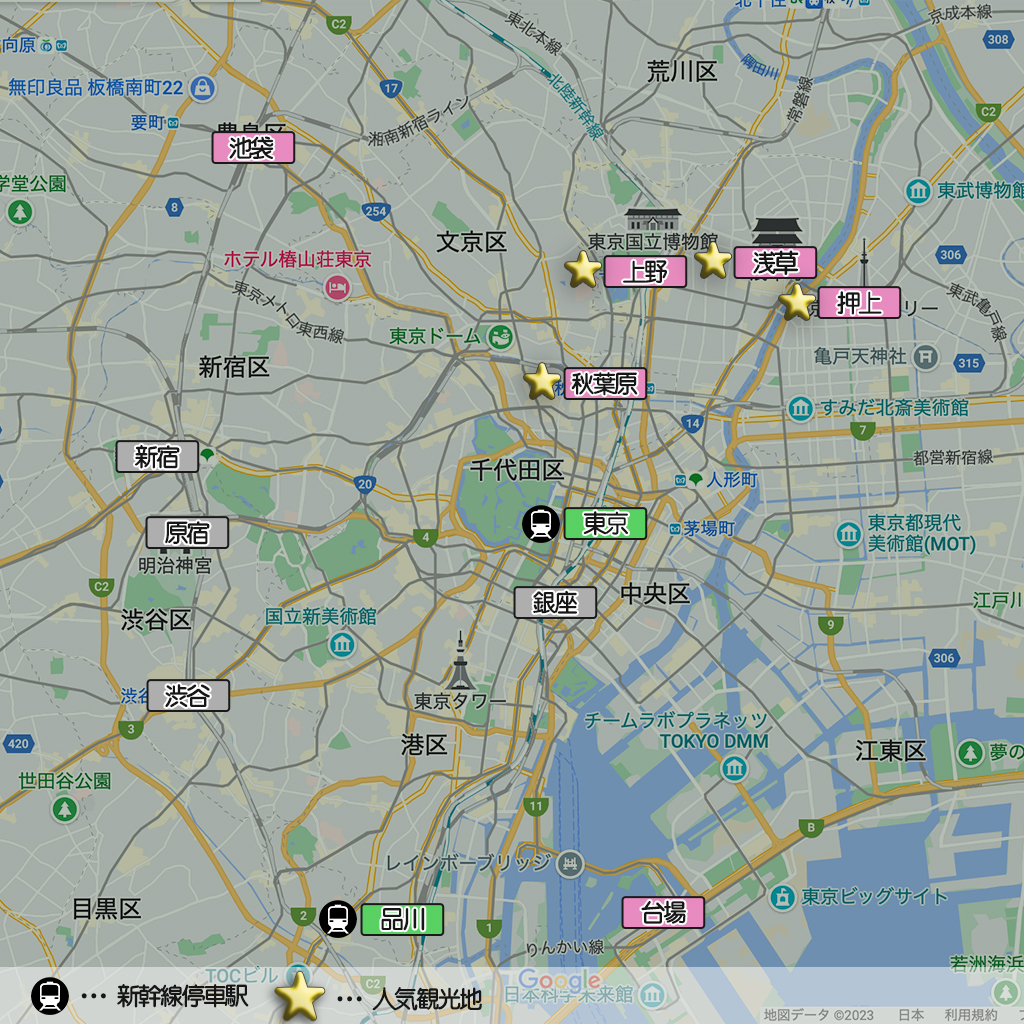 東北本線
京成本線
308
向原
C2
荒川区
隅田川
無印良品 板橋南町22
17
北陸新幹線
常磐線
C2
要町
湘南新宿ライン
池袋
学堂公園
8
254
東武博物館
文京区
東京国立博物館
306
ホテル椿山荘東京
上野
浅草
東京メトロ東西線
押上
リー
東武亀戸線
東京ドーム
亀戸天神社
315
新宿区
秋葉原
すみだ北斎美術館
14
7
新宿
都営新宿線
千代田区
20
人形町
原宿
4
東京
茅場町
東京都現代
美術館(MOT)
明治神宮
C2
銀座
中央区
江戸川
渋谷区
国立新美術館
9
306
渋谷
東京タワー
チームラボプラネッツ
TOKYO DMM
3
420
港区
江東区
夢の
世田谷公園
11
B
レインボーブリッジ
目黒区
2
品川
1
台場
東京ビッグサイト
りんかい線
若洲海浜
TOCビル
C2
Google
日本科学未来館
… 新幹線停車駅
… 人気観光地
地図データ ©2023 日本 利用規約